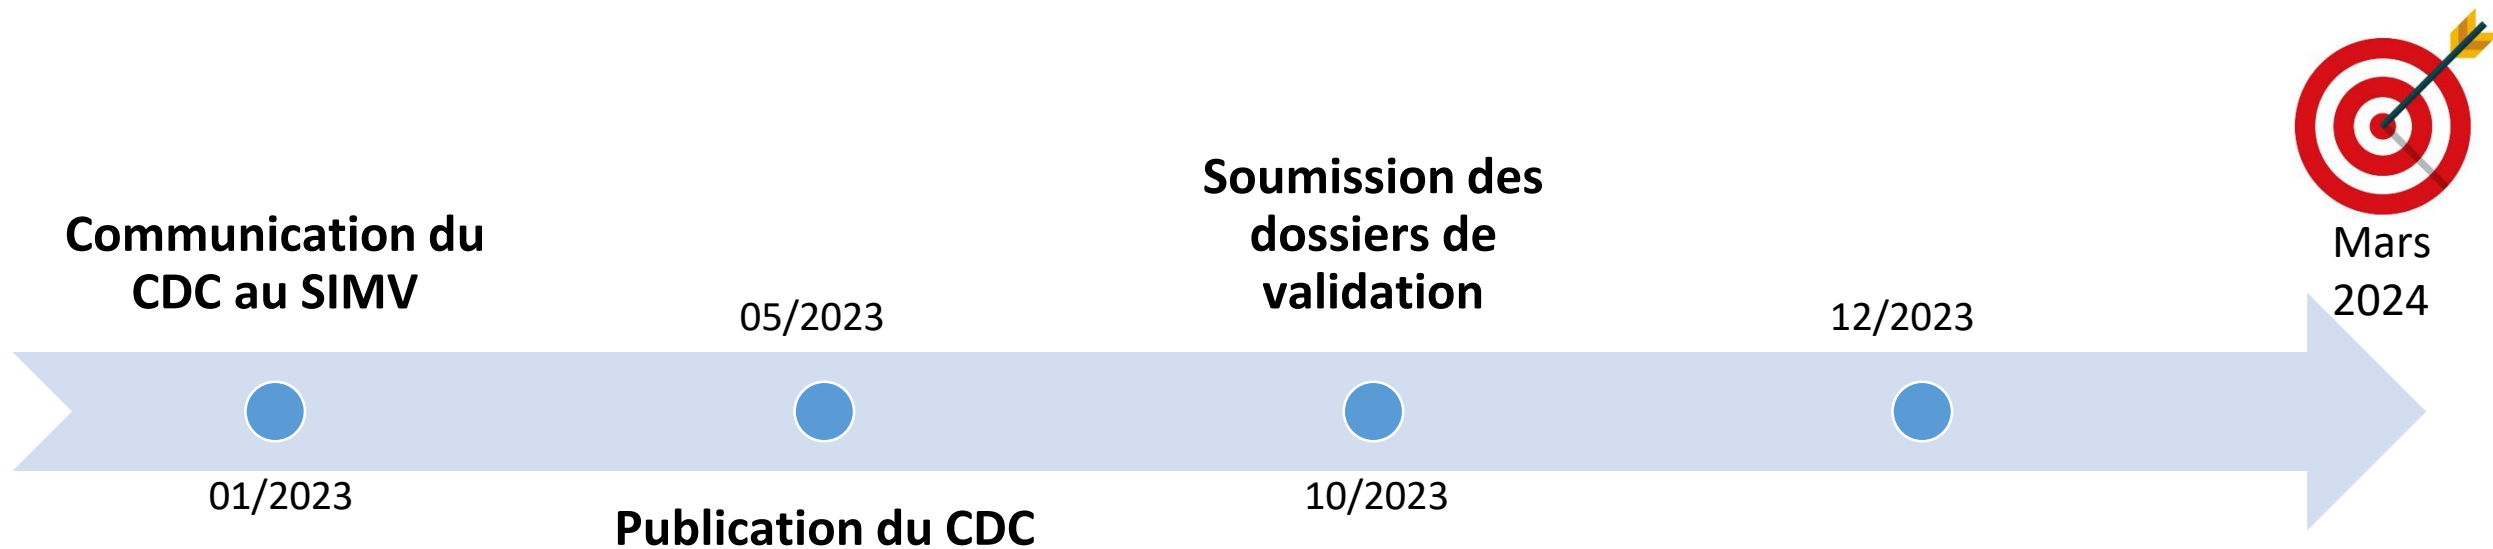 Communication du
CDC au SIMV
01/2023
05/2023
Publication du CDC
Soumission des
dossiers de
validation
10/2023
12/2023
Mars
2024